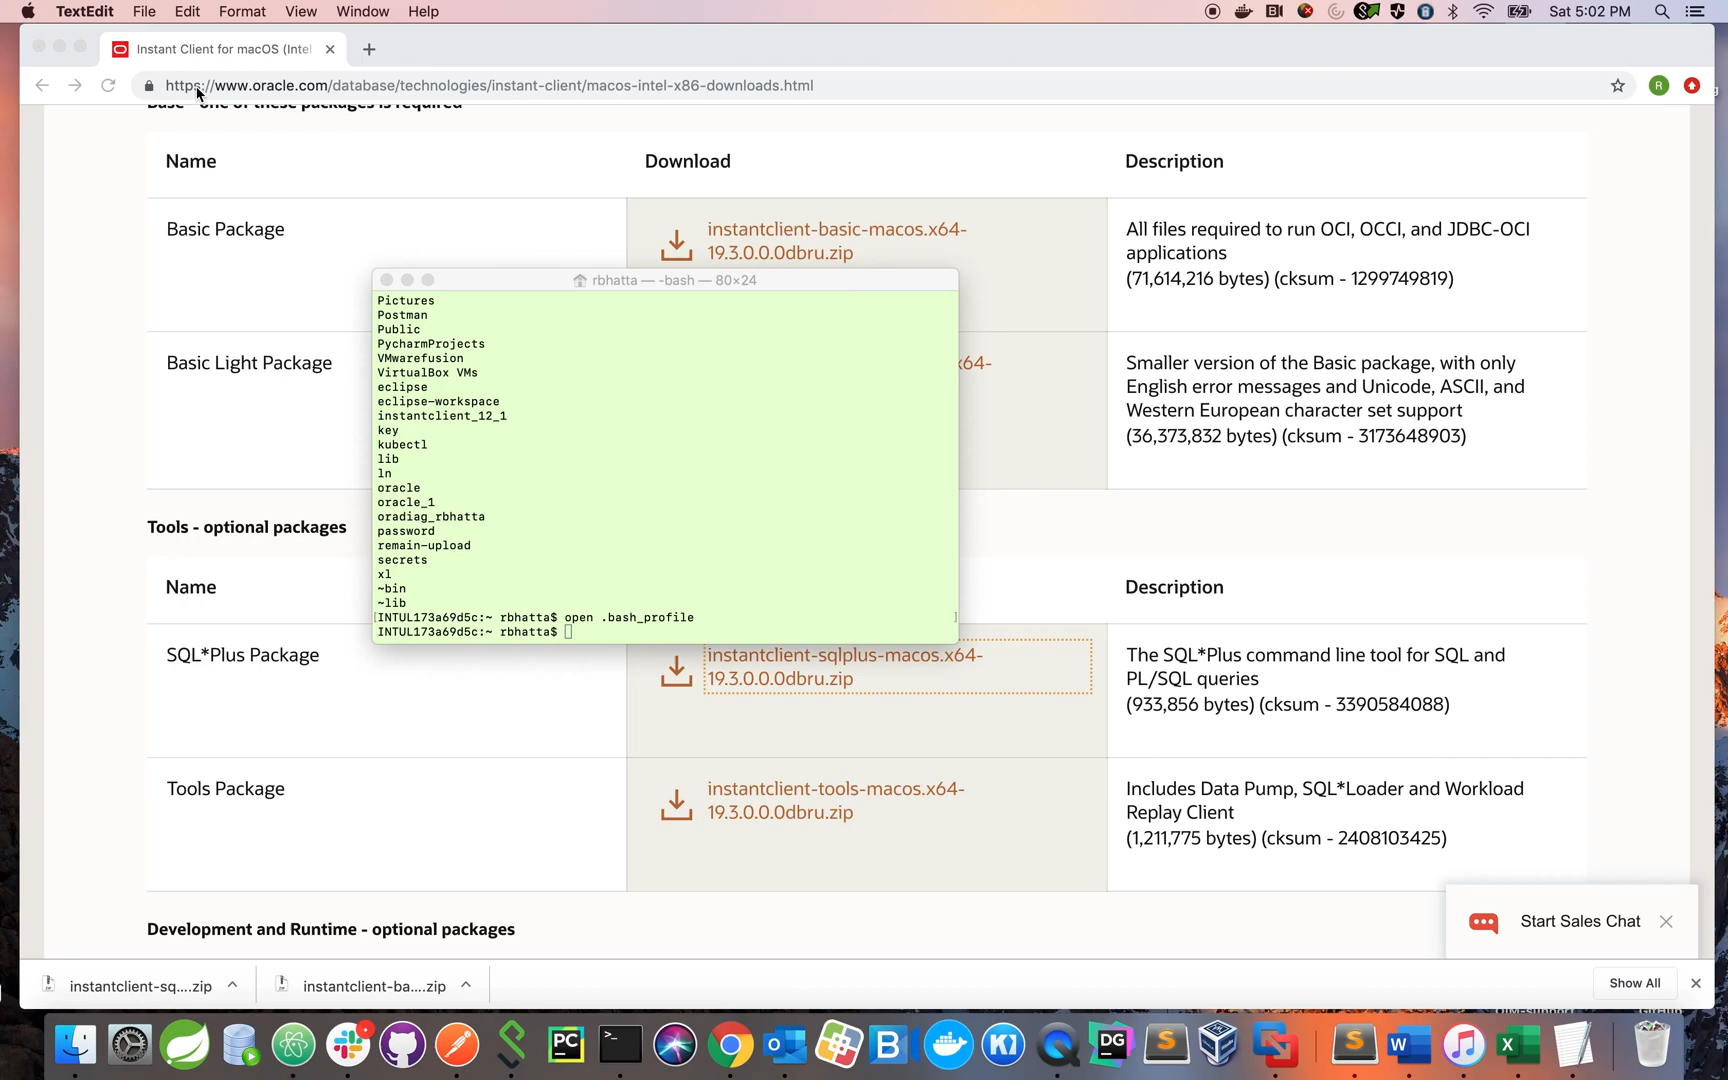 TextEdit File Edit Format View Window Help
Sat 5:02 PM
Instant Client for macOS (Intel
https://www.oracle.com/database/technologies/instant-client/macos-intel-x86-downloads.html
R
Base - one of these packages is required
Name Download Description
Basic Package
instantclient-basic-macos.x64-
19.3.0.0.0dbru.zip
All files required to run OCI, OCCI, and JDBC-OCI
applications
(71,614,216 bytes) (cksum - 1299749819)
rbhatta — -bash — 80×24
Pictures
Postman
Public
PycharmProjects
VMwarefusion
VirtualBox VMs
eclipse
eclipse-workspace
instantclient_12_1
key
kubectl
lib
ln
oracle
oracle_1
oradiag_rbhatta
password
remain-upload
secrets
xl
~bin
~lib
[INTUL173a69d5c:~ rbhatta$ open .bash_profile ]
INTUL173a69d5c:~ rbhatta$
Basic Light Package
x64-
Smaller version of the Basic package, with only
English error messages and Unicode, ASCII, and
Western European character set support
(36,373,832 bytes) (cksum - 3173648903)
Tools - optional packages
Name Description
SQL*Plus Package
instantclient-sqlplus-macos.x64-
19.3.0.0.0dbru.zip
The SQL*Plus command line tool for SQL and
PL/SQL queries
(933,856 bytes) (cksum - 3390584088)
Tools Package
instantclient-tools-macos.x64-
19.3.0.0.0dbru.zip
Includes Data Pump, SQL*Loader and Workload
Replay Client
(1,211,775 bytes) (cksum - 2408103425)
Development and Runtime - optional packages
Start Sales Chat
instantclient-sq....zip
instantclient-ba....zip
Show All